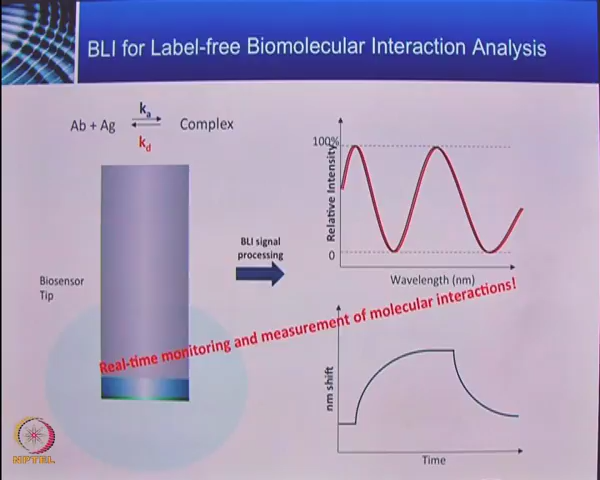 BLI for Label-free Biomolecular Interaction Analysis
Ab + Ag
ka
kd
Complex
Biosensor
Tip
BLI signal
processing
100%
0
Relative Intensity
Wavelength (nm)
Real-time monitoring and measurement of molecular interactions!
nm shift
Time
NPTEL